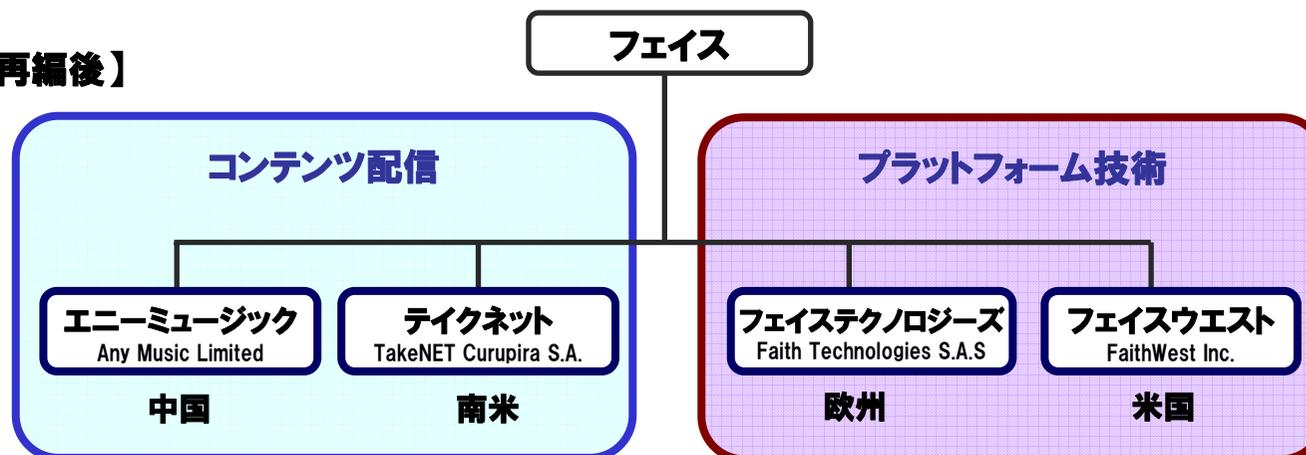 フェイス
再編後】
コンテンツ配信
プラットフォーム技術
エニーミュージック
Any Music Limited
テイクネット
TakeNET Curupira S.A.
フェイステクノロジーズ
Faith Technologies S.A.S
フェイスウエスト
FaithWest Inc.
中国
南米
欧州
米国